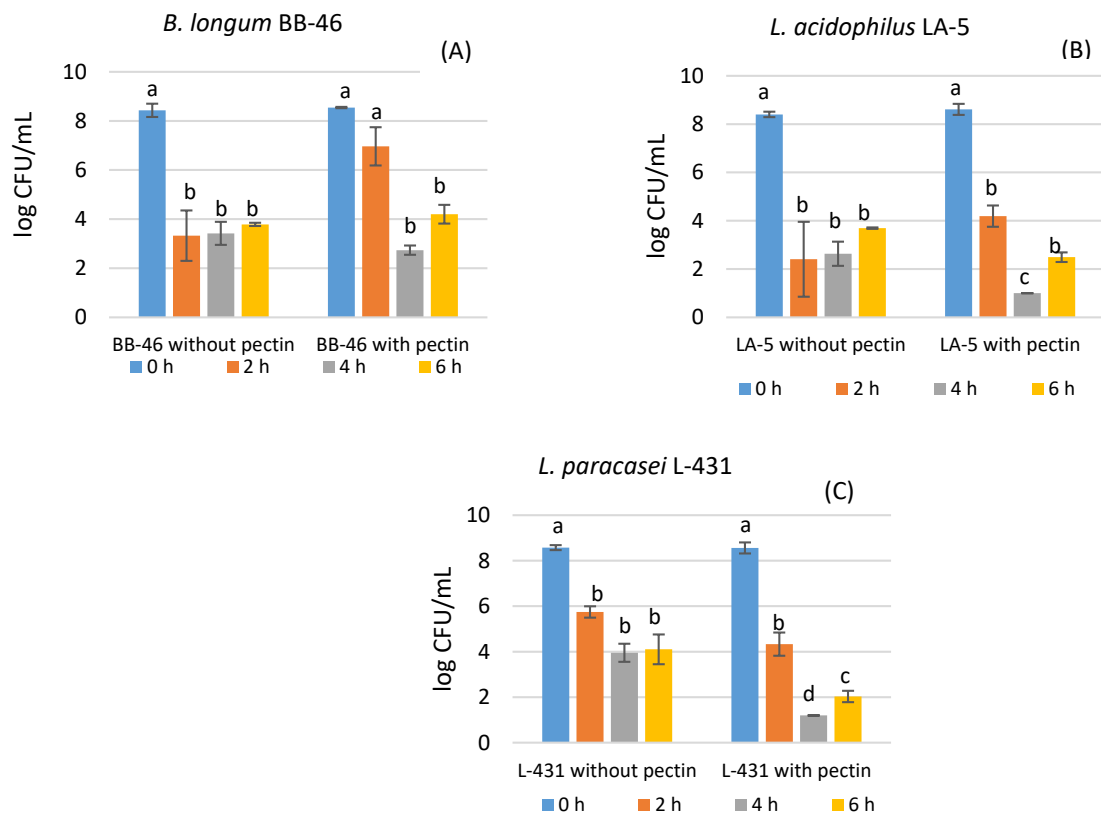 B. longum BB-46
(A)
log CFU/mL
10
8
6
4
2
0
a
b
b
b
a
a
b
b
BB-46 without pectin
BB-46 with pectin
0 h
2 h
4 h
6 h
L. acidophilus LA-5
(B)
log CFU/mL
10
8
6
4
2
0
a
b
b
b
a
b
c
b
LA-5 without pectin
LA-5 with pectin
0 h
2 h
4 h
6 h
L. paracasei L-431
(C)
log CFU/mL
10
8
6
4
2
0
a
b
b
b
a
b
d
c
L-431 without pectin
L-431 with pectin
0 h
2 h
4 h
6 h